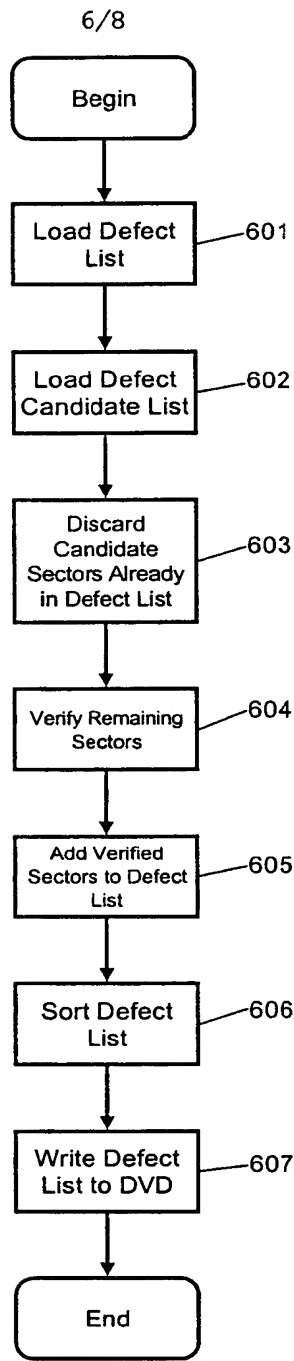 6/8
Begin
Load Defect
List
601
Load Defect
Candidate List
602
Discard
Candidate
Sectors Already
in Defect List
603
Verify Remaining
Sectors
604
Add Verified
Sectors to Defect
List
605
Sort Defect
List
606
Write Defect
List to DVD
607
End